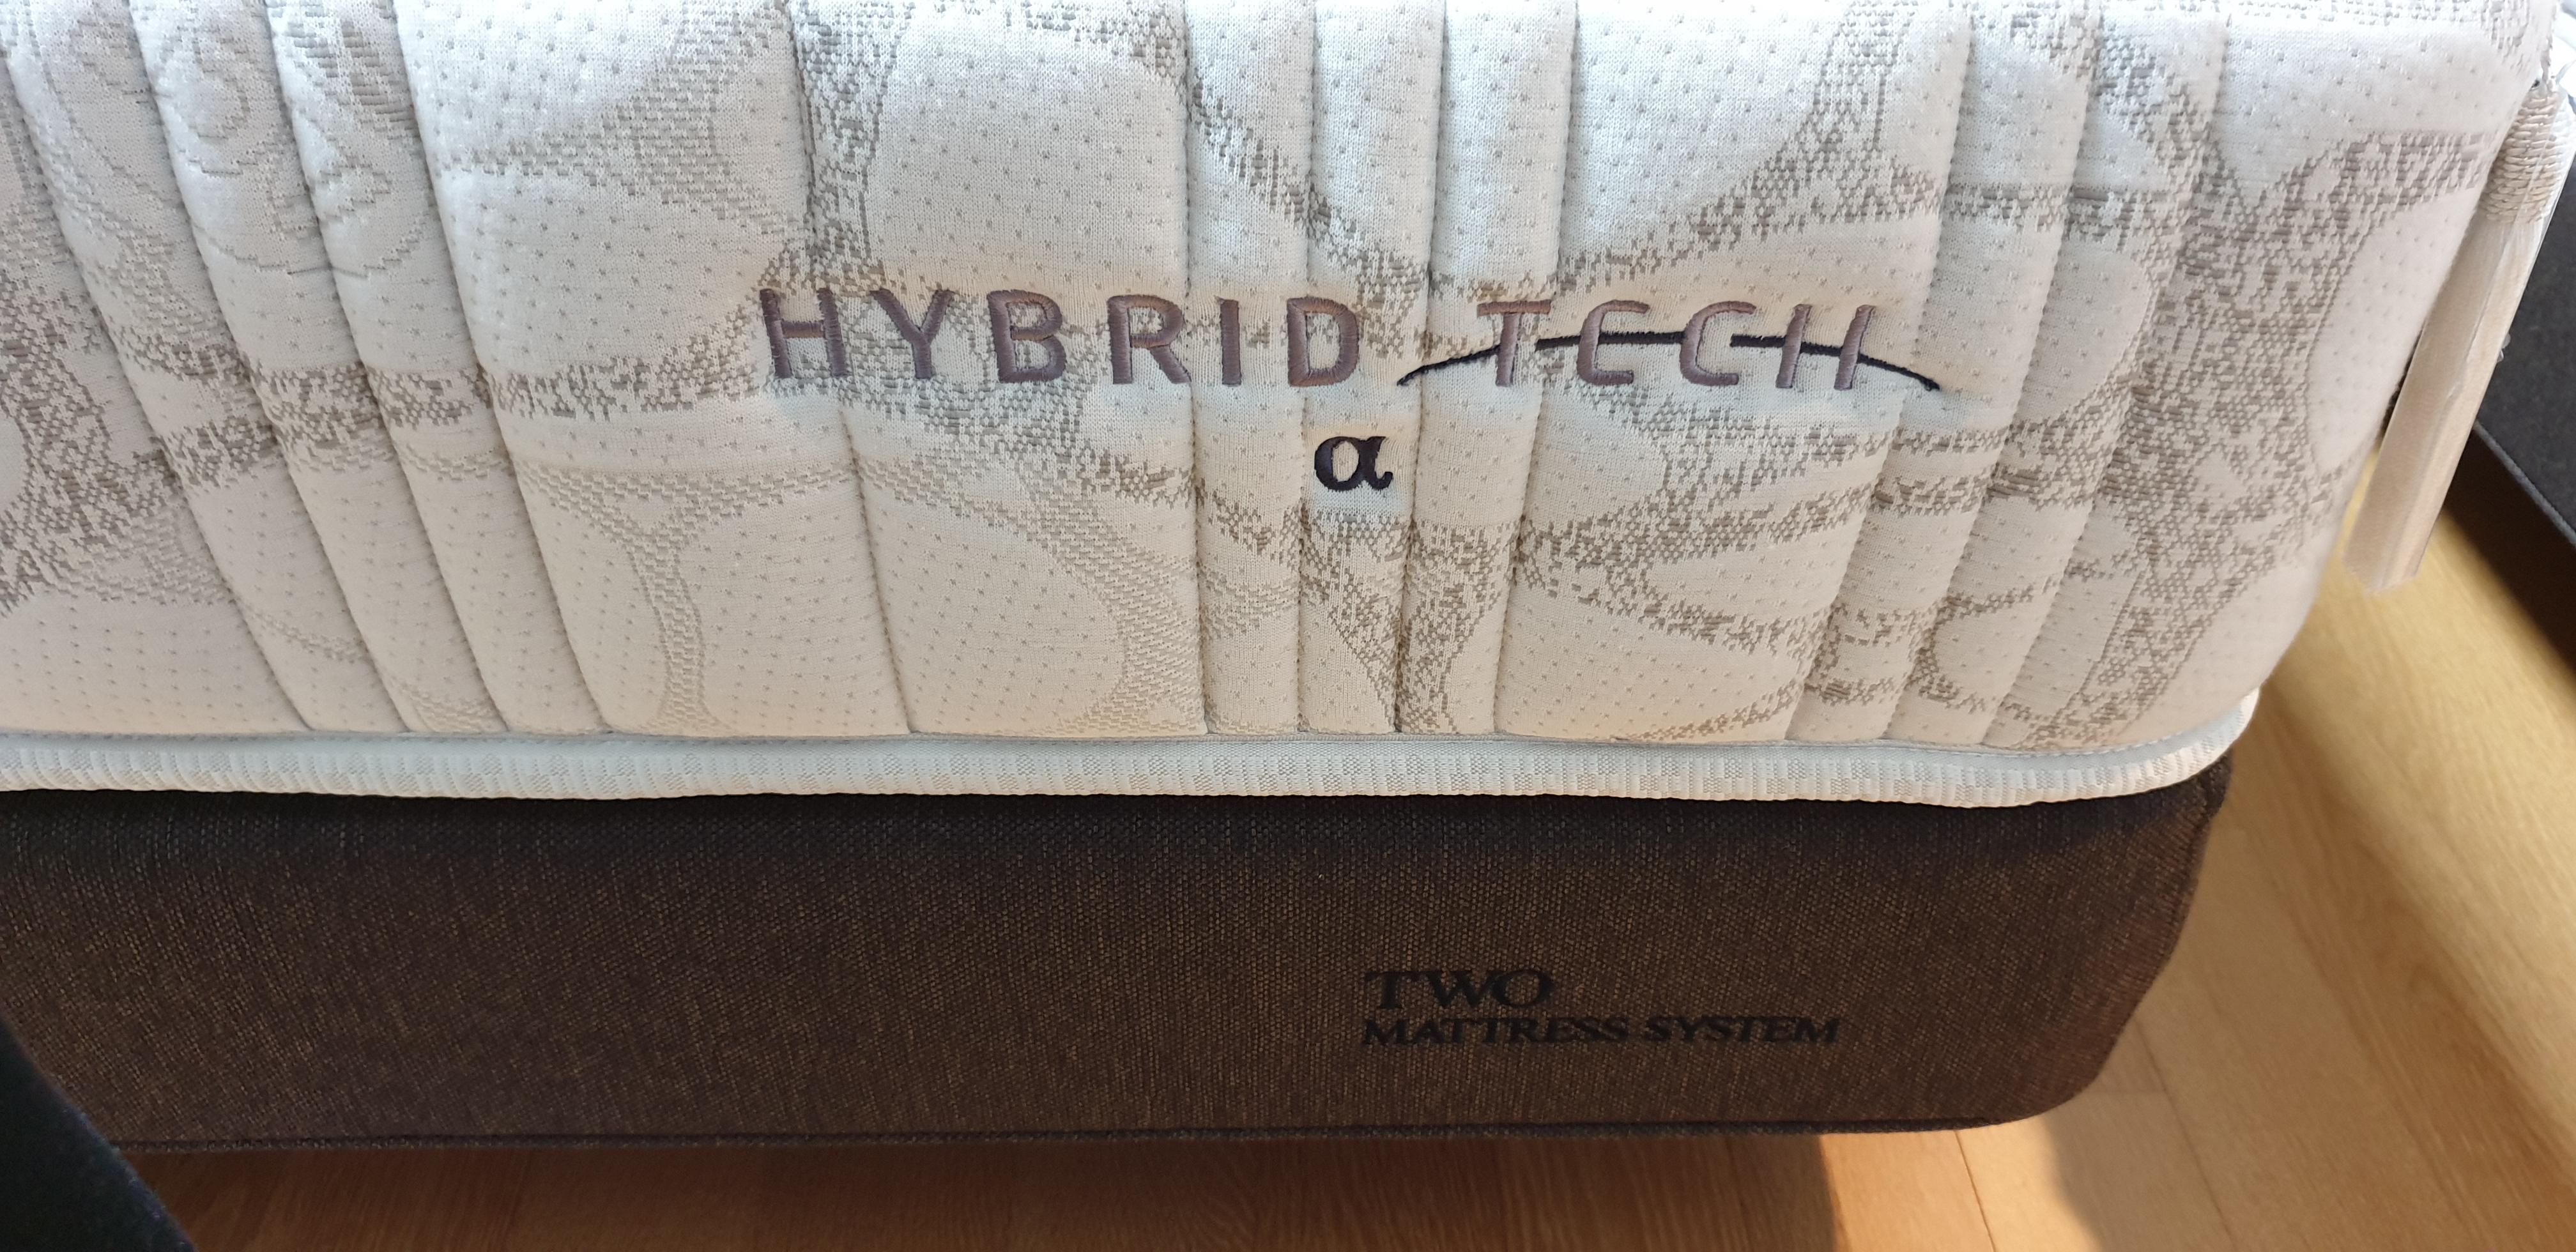 HYBRID TECH
α
TWO
MATTRESS SYSTEM